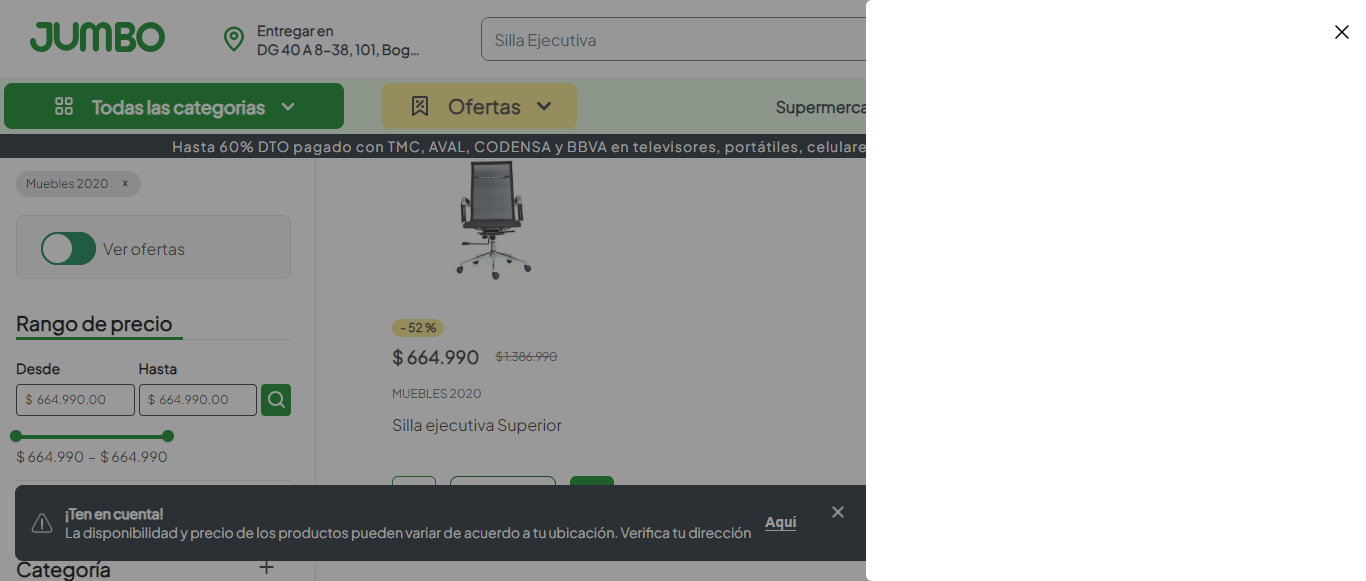 JUMBO
Entregar en
DG 40 A 8-38, 101, Bog...
Silla Ejecutiva
Todas las categorias
Ofertas
Supermerca
Hasta 60% DTO pagado con TMC, AVAL, CODENSA y BBVA en televisores, portátiles, celulare
Muebles 2020 x
Ver ofertas
Rango de precio
Desde Hasta
$ 664.990,00 $ 664.990,00
$ 664.990 – $ 664.990
- 52 %
$ 664.990 $ 1.386.990
MUEBLES 2020
Silla ejecutiva Superior
¡Ten en cuenta!
La disponibilidad y precio de los productos pueden variar de acuerdo a tu ubicación. Verifica tu dirección Aquí
Categoría